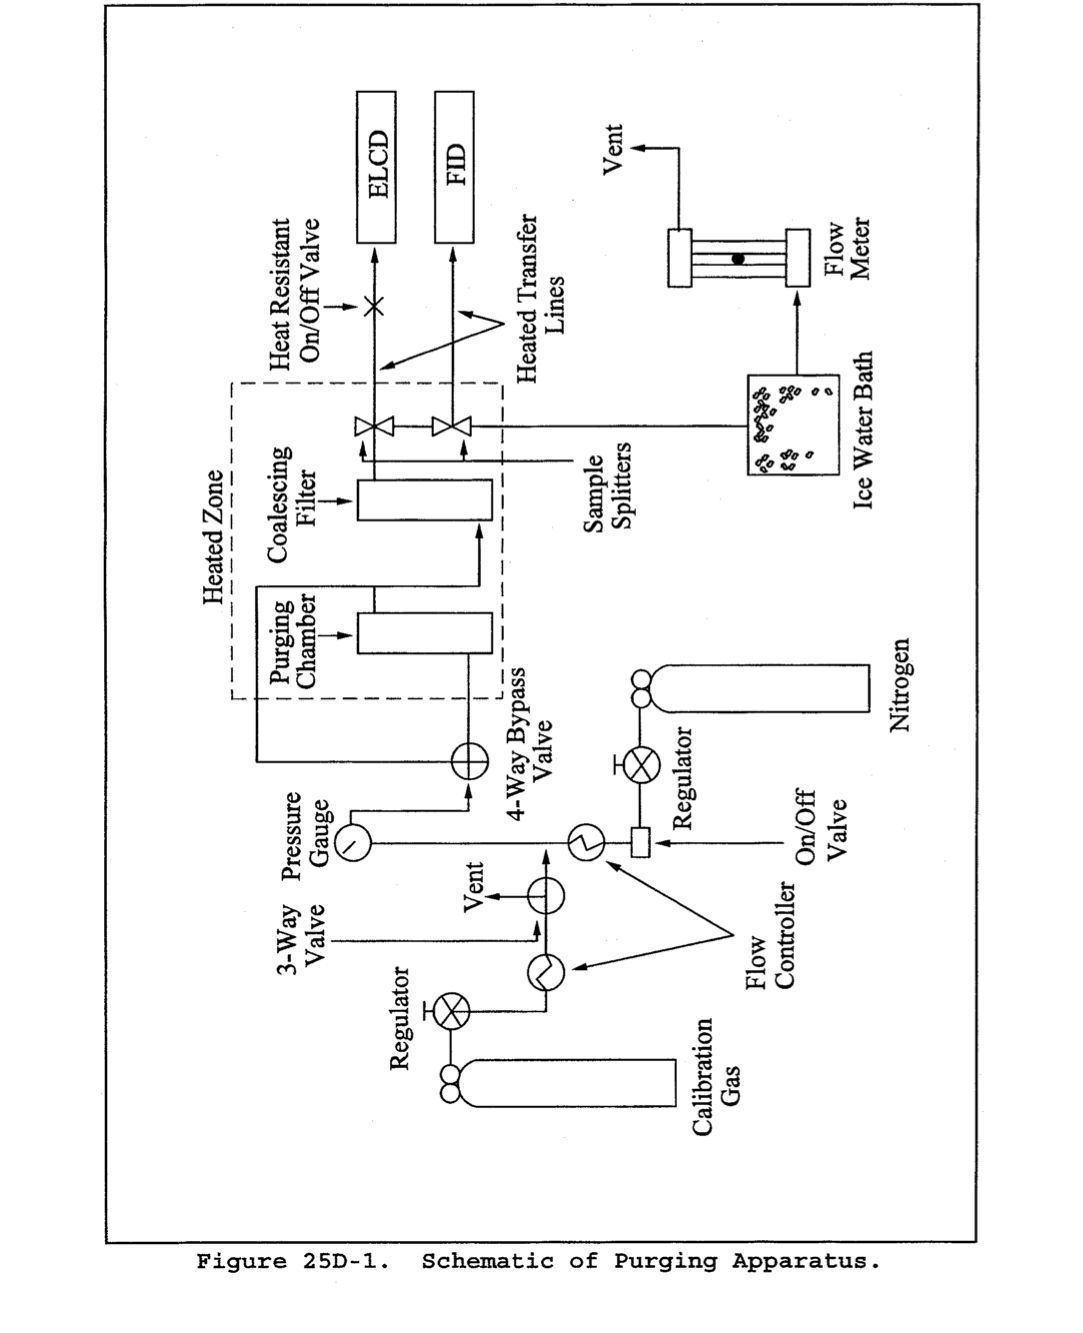 Heated Zone
Purging
Chamber
Coalescing
Filter
Heat Resistant
On/Off Valve
ELCD
FID
Heated Transfer
Lines
Vent
Flow
Meter
Ice Water Bath
Sample
Splitters
3-Way
Valve
Pressure
Gauge
4-Way Bypass
Valve
Vent
Regulator
Calibration
Gas
Flow
Controller
On/Off
Valve
Regulator
Nitrogen
Figure 25D-1. Schematic of Purging Apparatus.